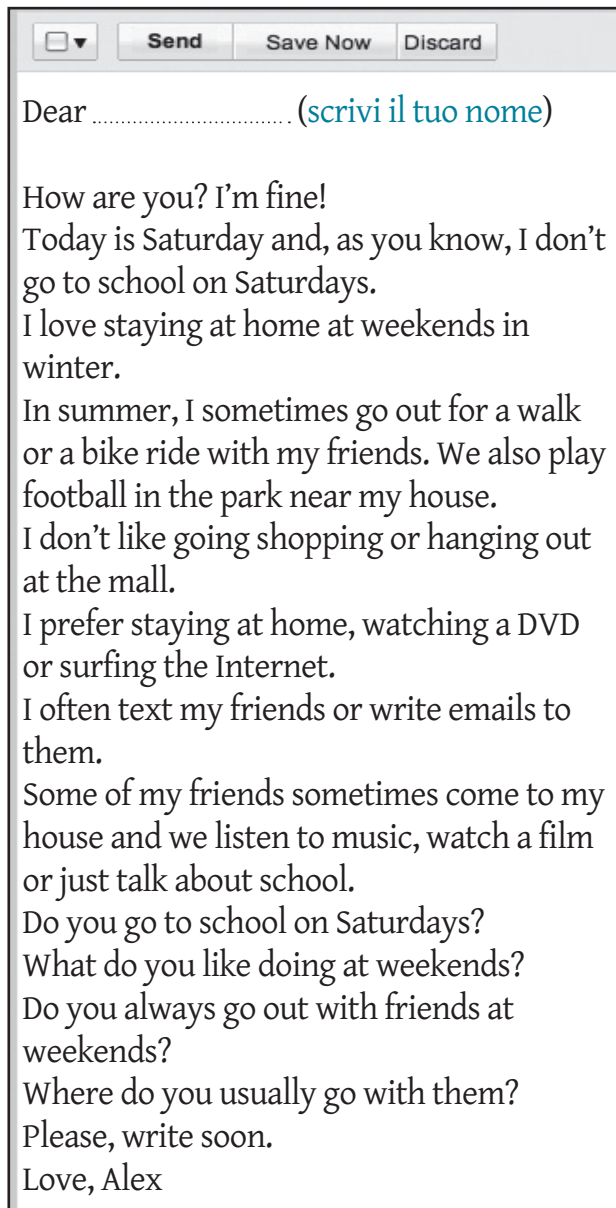 Send Save Now Discard
Dear ................................... (scrivi il tuo nome)
How are you? I’m fine!
Today is Saturday and, as you know, I don’t
go to school on Saturdays.
I love staying at home at weekends in
winter.
In summer, I sometimes go out for a walk
or a bike ride with my friends. We also play
football in the park near my house.
I don’t like going shopping or hanging out
at the mall.
I prefer staying at home, watching a DVD
or surfing the Internet.
I often text my friends or write emails to
them.
Some of my friends sometimes come to my
house and we listen to music, watch a film
or just talk about school.
Do you go to school on Saturdays?
What do you like doing at weekends?
Do you always go out with friends at
weekends?
Where do you usually go with them?
Please, write soon.
Love, Alex